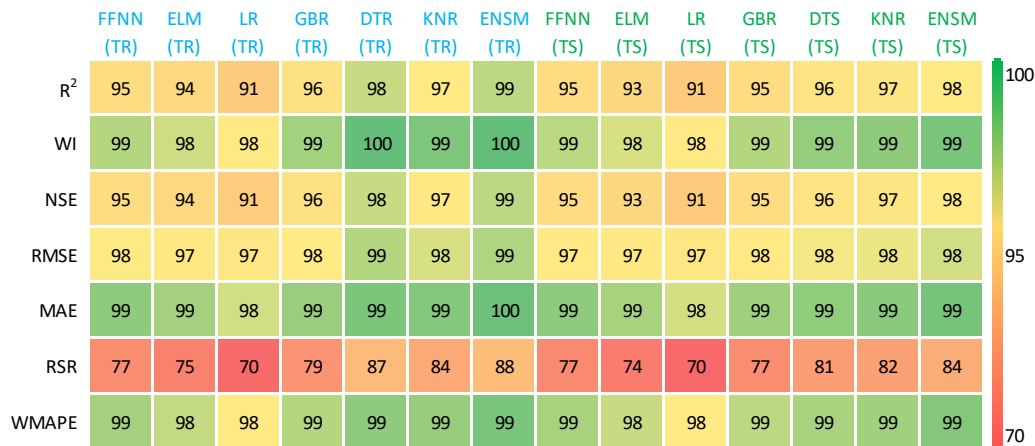 FFNN ELM LR GBR DTR KNR ENSM FFNN ELM LR GBR DTS KNR ENSM
(TR) (TR) (TR) (TR) (TR) (TR) (TR) (TS) (TS) (TS) (TS) (TS) (TS) (TS)
R² 95 94 91 96 98 97 99 95 93 91 95 96 97 98
100
WI 99 98 98 99 100 99 100 99 98 98 99 99 99 99
NSE 95 94 91 96 98 97 99 95 93 91 95 96 97 98
RMSE 98 97 97 98 99 98 99 97 97 97 98 98 98 98
95
MAE 99 99 98 99 99 99 100 99 99 98 99 99 99 99
RSR 77 75 70 79 87 84 88 77 74 70 77 81 82 84
WMAPE 99 98 98 99 99 99 99 99 98 98 99 99 99 99
70